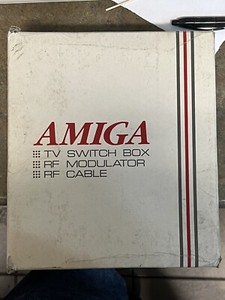 AMIGA
TV SWITCH BOX
RF MODULATOR
RF CABLE